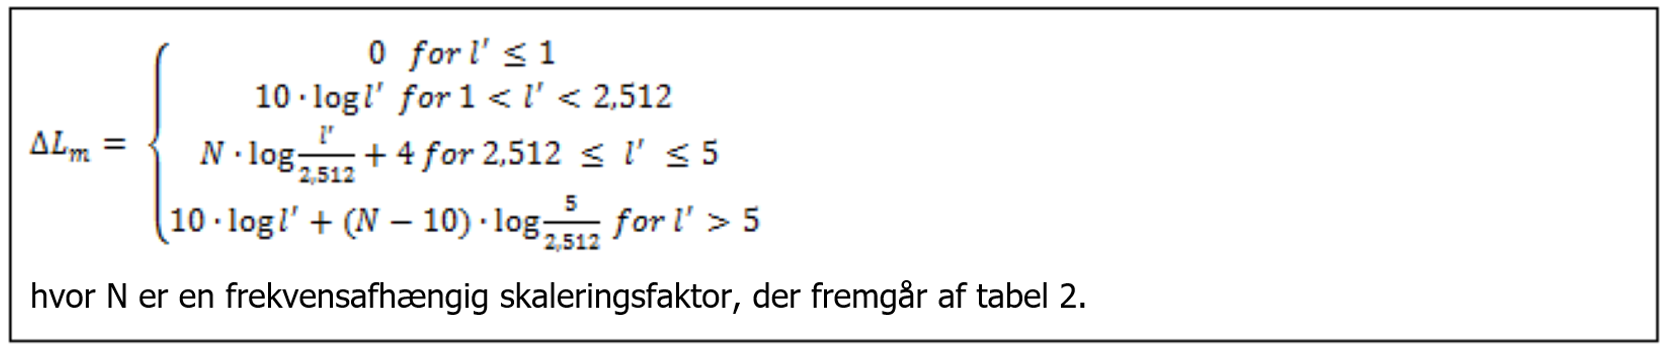 0 for l' ≤ 1
10 · log l' for 1 < l' < 2,512
ΔLₘ = { N · log l'/2,512 + 4 for 2,512 ≤ l' ≤ 5
10 · log l' + (N − 10) · log 5/2,512 for l' > 5
hvor N er en frekvensafhængig skaleringsfaktor, der fremgår af tabel 2.